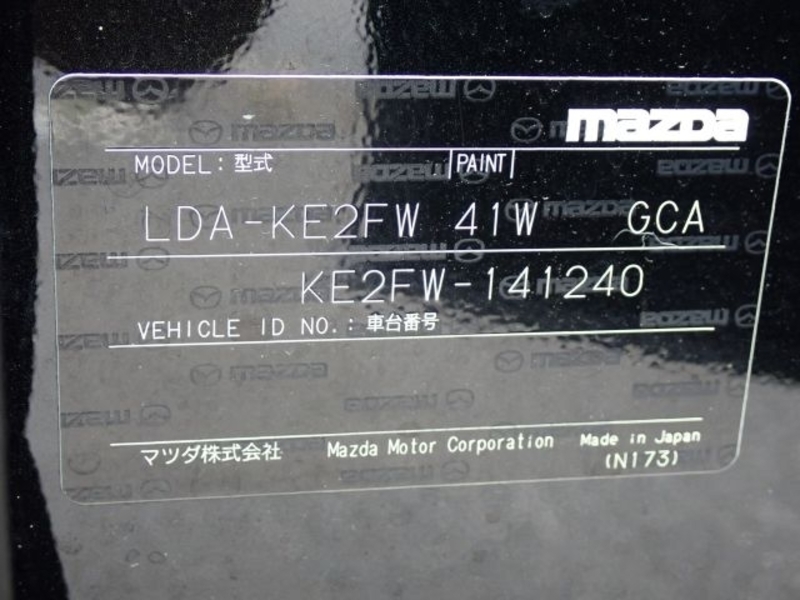 mazda
MODEL: 型式 PAINT
LDA-KE2FW 41W GCA
KE2FW-141240
VEHICLE ID NO.: 車台番号
マツダ株式会社 Mazda Motor Corporation Made in Japan
(N173)